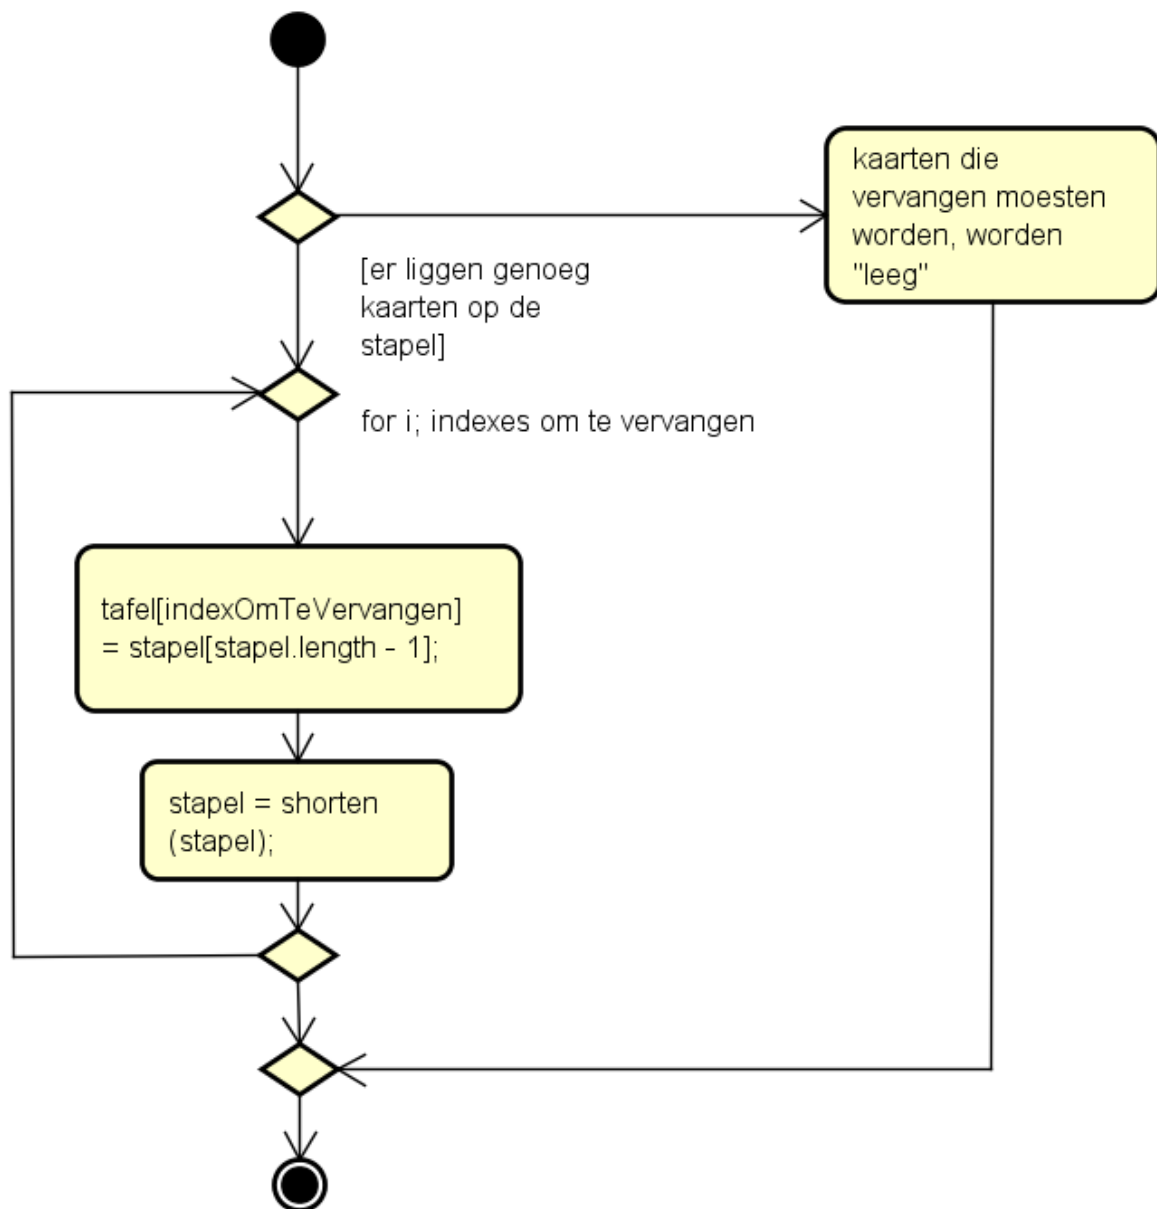 kaarten die
vervangen moesten
worden, worden
"leeg"
[er liggen genoeg
kaarten op de
stapel]
for i; indexes om te vervangen
tafel[indexOmTeVervangen]
= stapel[stapel.length - 1];
stapel = shorten
(stapel);